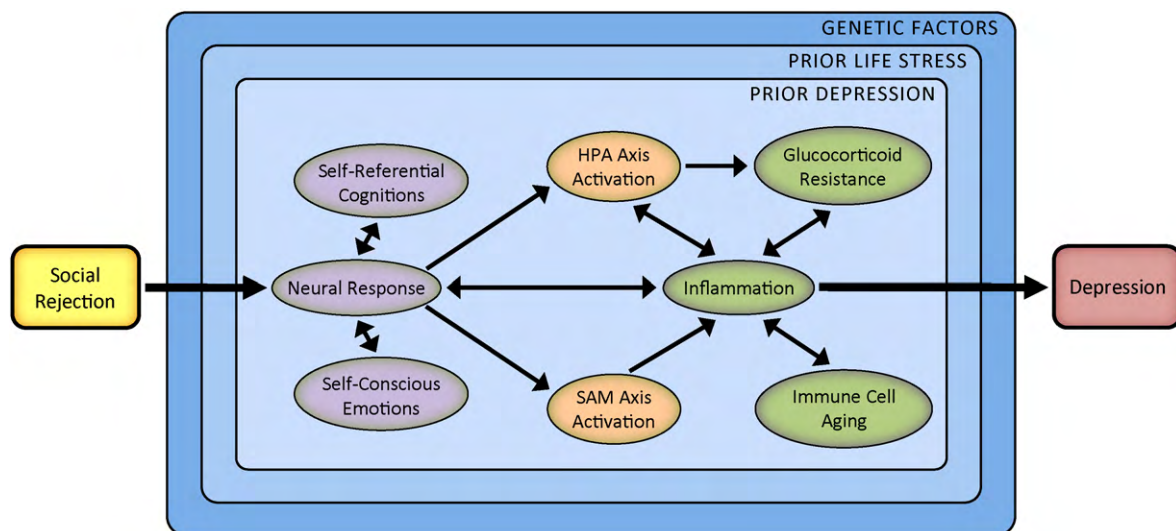 GENETIC FACTORS
PRIOR LIFE STRESS
PRIOR DEPRESSION
Self-Referential
Cognitions
HPA Axis
Activation
Glucocorticoid
Resistance
Social
Rejection
Neural Response
Inflammation
Depression
Self-Conscious
Emotions
SAM Axis
Activation
Immune Cell
Aging